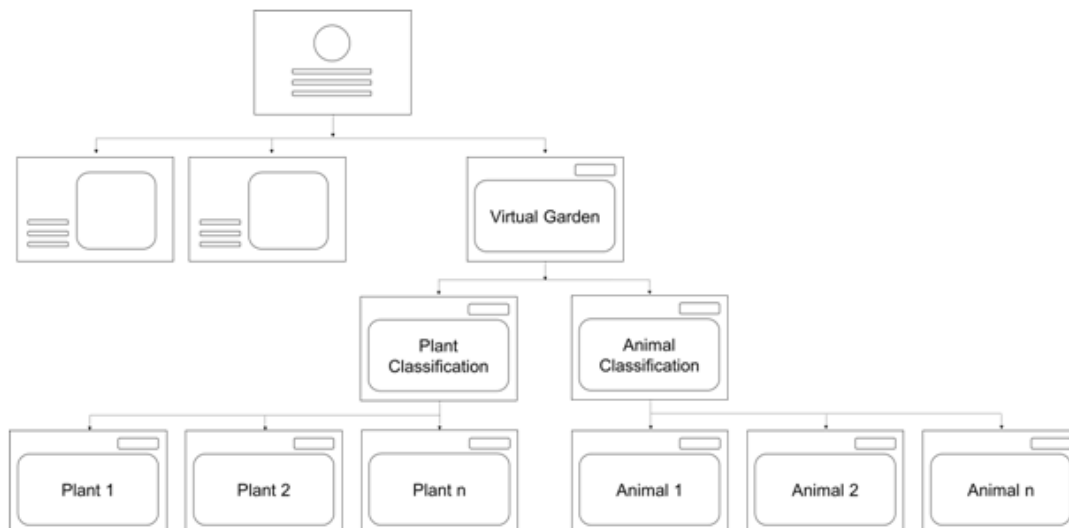 Virtual Garden
Plant
Classification
Animal
Classification
Plant 1
Plant 2
Plant n
Animal 1
Animal 2
Animal n